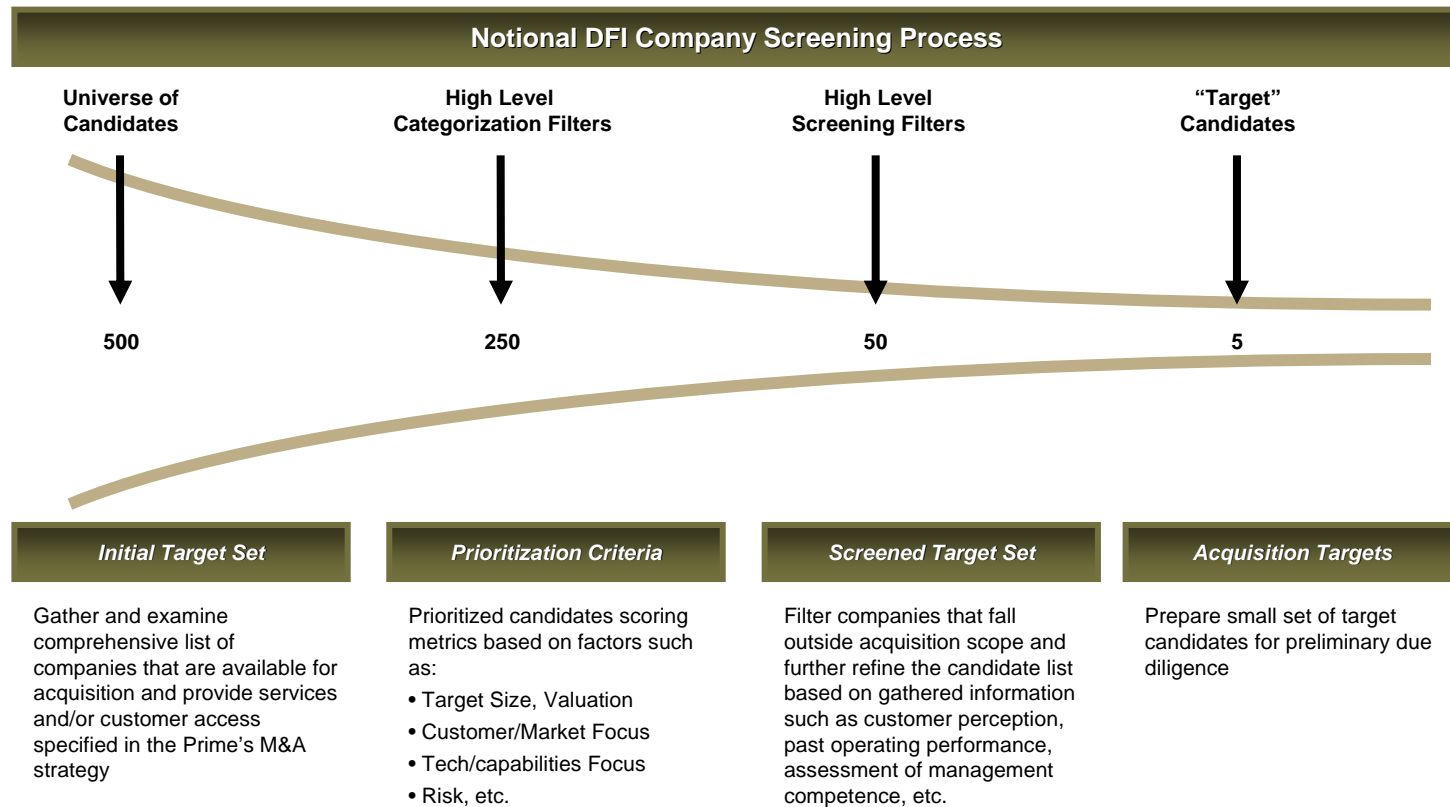 Notional DFI Company Screening Process
Universe of
Candidates
High Level
Categorization Filters
High Level
Screening Filters
“Target”
Candidates
500
250
50
5
Initial Target Set
Gather and examine
comprehensive list of
companies that are available for
acquisition and provide services
and/or customer access
specified in the Prime’s M&A
strategy
Prioritization Criteria
Prioritized candidates scoring
metrics based on factors such
as:
• Target Size, Valuation
• Customer/Market Focus
• Tech/capabilities Focus
• Risk, etc.
Screened Target Set
Filter companies that fall
outside acquisition scope and
further refine the candidate list
based on gathered information
such as customer perception,
past operating performance,
assessment of management
competence, etc.
Acquisition Targets
Prepare small set of target
candidates for preliminary due
diligence